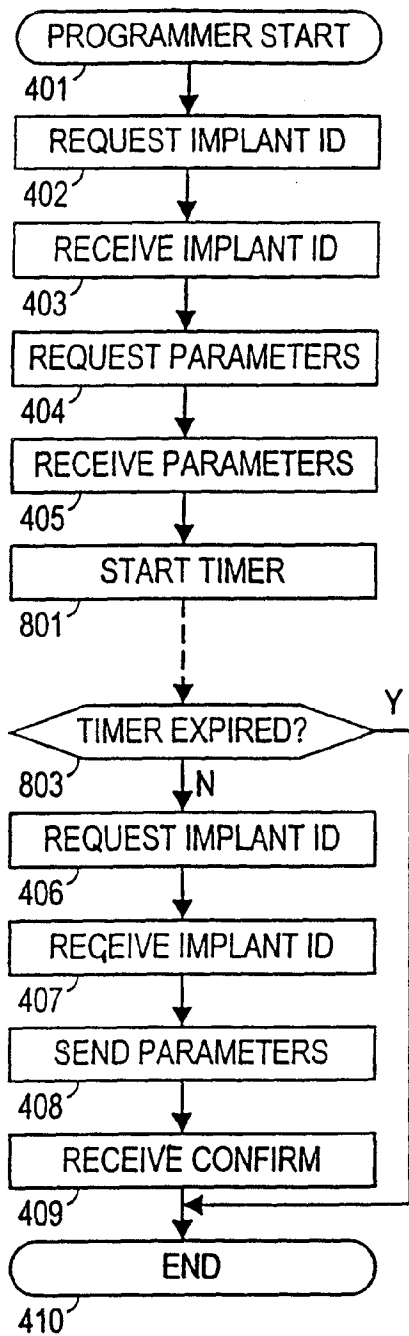 PROGRAMMER START
401
REQUEST IMPLANT ID
402
RECEIVE IMPLANT ID
403
REQUEST PARAMETERS
404
RECEIVE PARAMETERS
405
START TIMER
801
Y
TIMER EXPIRED?
803
N
REQUEST IMPLANT ID
406
RECEIVE IMPLANT ID
407
SEND PARAMETERS
408
RECEIVE CONFIRM
409
END
410